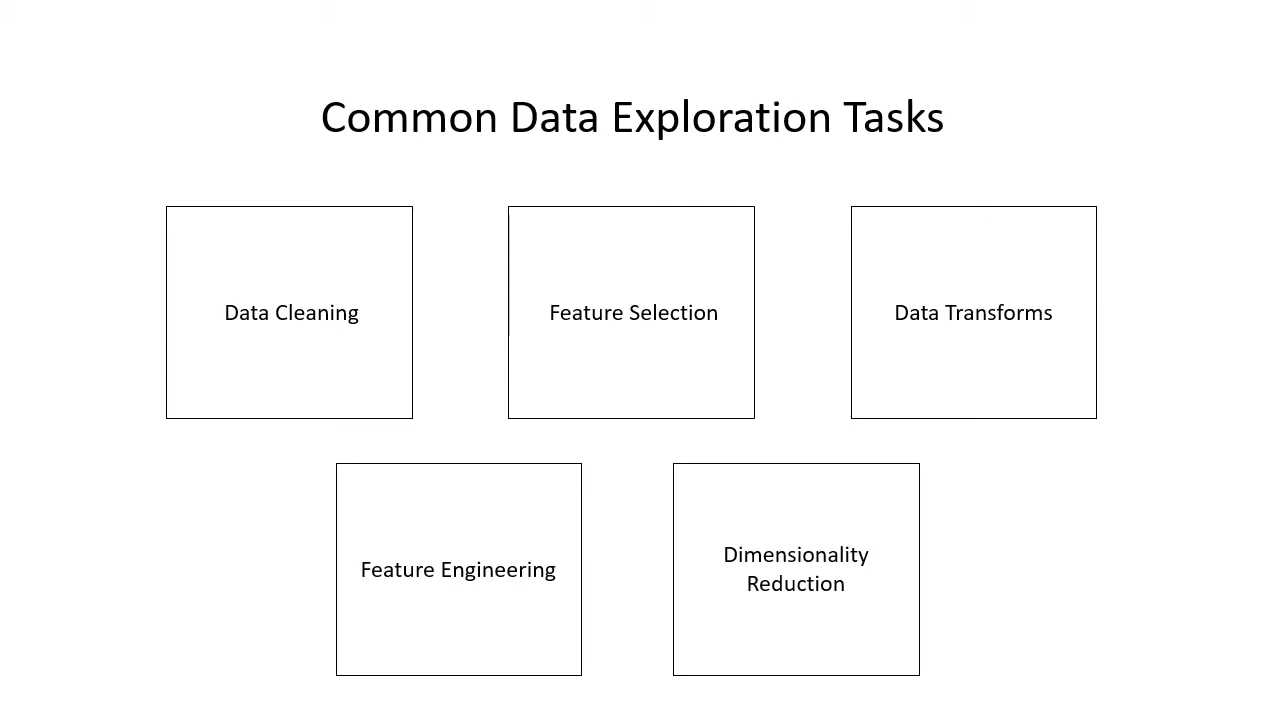 Common Data Exploration Tasks
Data Cleaning
Feature Selection
Data Transforms
Feature Engineering
Dimensionality
Reduction